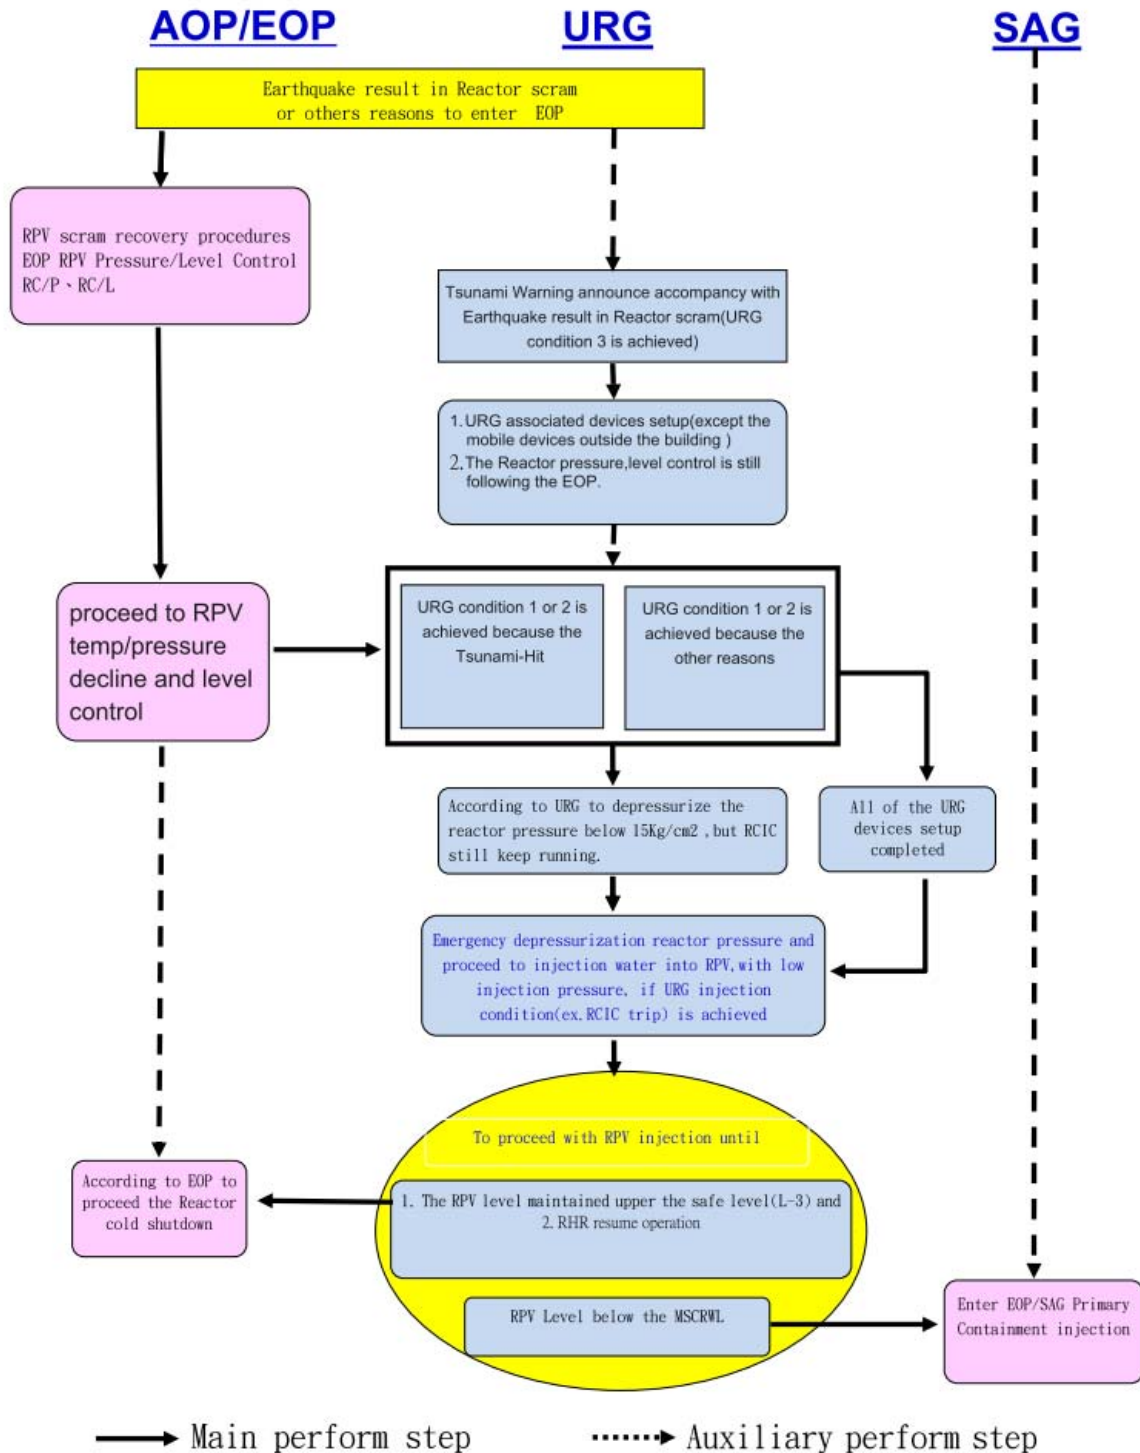 AOP/EOP
URG
SAG
Earthquake result in Reactor scram
or others reasons to enter EOP
RPV scram recovery procedures
EOP RPV Pressure/Level Control
RC/P、RC/L
Tsunami Warning announce accompancy with
Earthquake result in Reactor scram(URG
condition 3 is achieved)
1.URG associated devices setup(except the
mobile devices outside the building )
2.The Reactor pressure,level control is still
following the EOP.
proceed to RPV
temp/pressure
decline and level
control
URG condition 1 or 2 is
achieved because the
Tsunami-Hit
URG condition 1 or 2 is
achieved because the
other reasons
According to URG to depressurize the
reactor pressure below 15Kg/cm2 ,but RCIC
still keep running.
All of the URG
devices setup
completed
Emergency depressurization reactor pressure and
proceed to injection water into RPV,with low
injection pressure, if URG injection
condition(ex.RCIC trip) is achieved
To proceed with RPV injection until
According to EOP to
proceed the Reactor
cold shutdown
1. The RPV level maintained upper the safe level(L-3) and
2. RHR resume operation
RPV Level below the MSCRWL
Enter EOP/SAG Primary
Containment injection
Main perform step
Auxiliary perform step